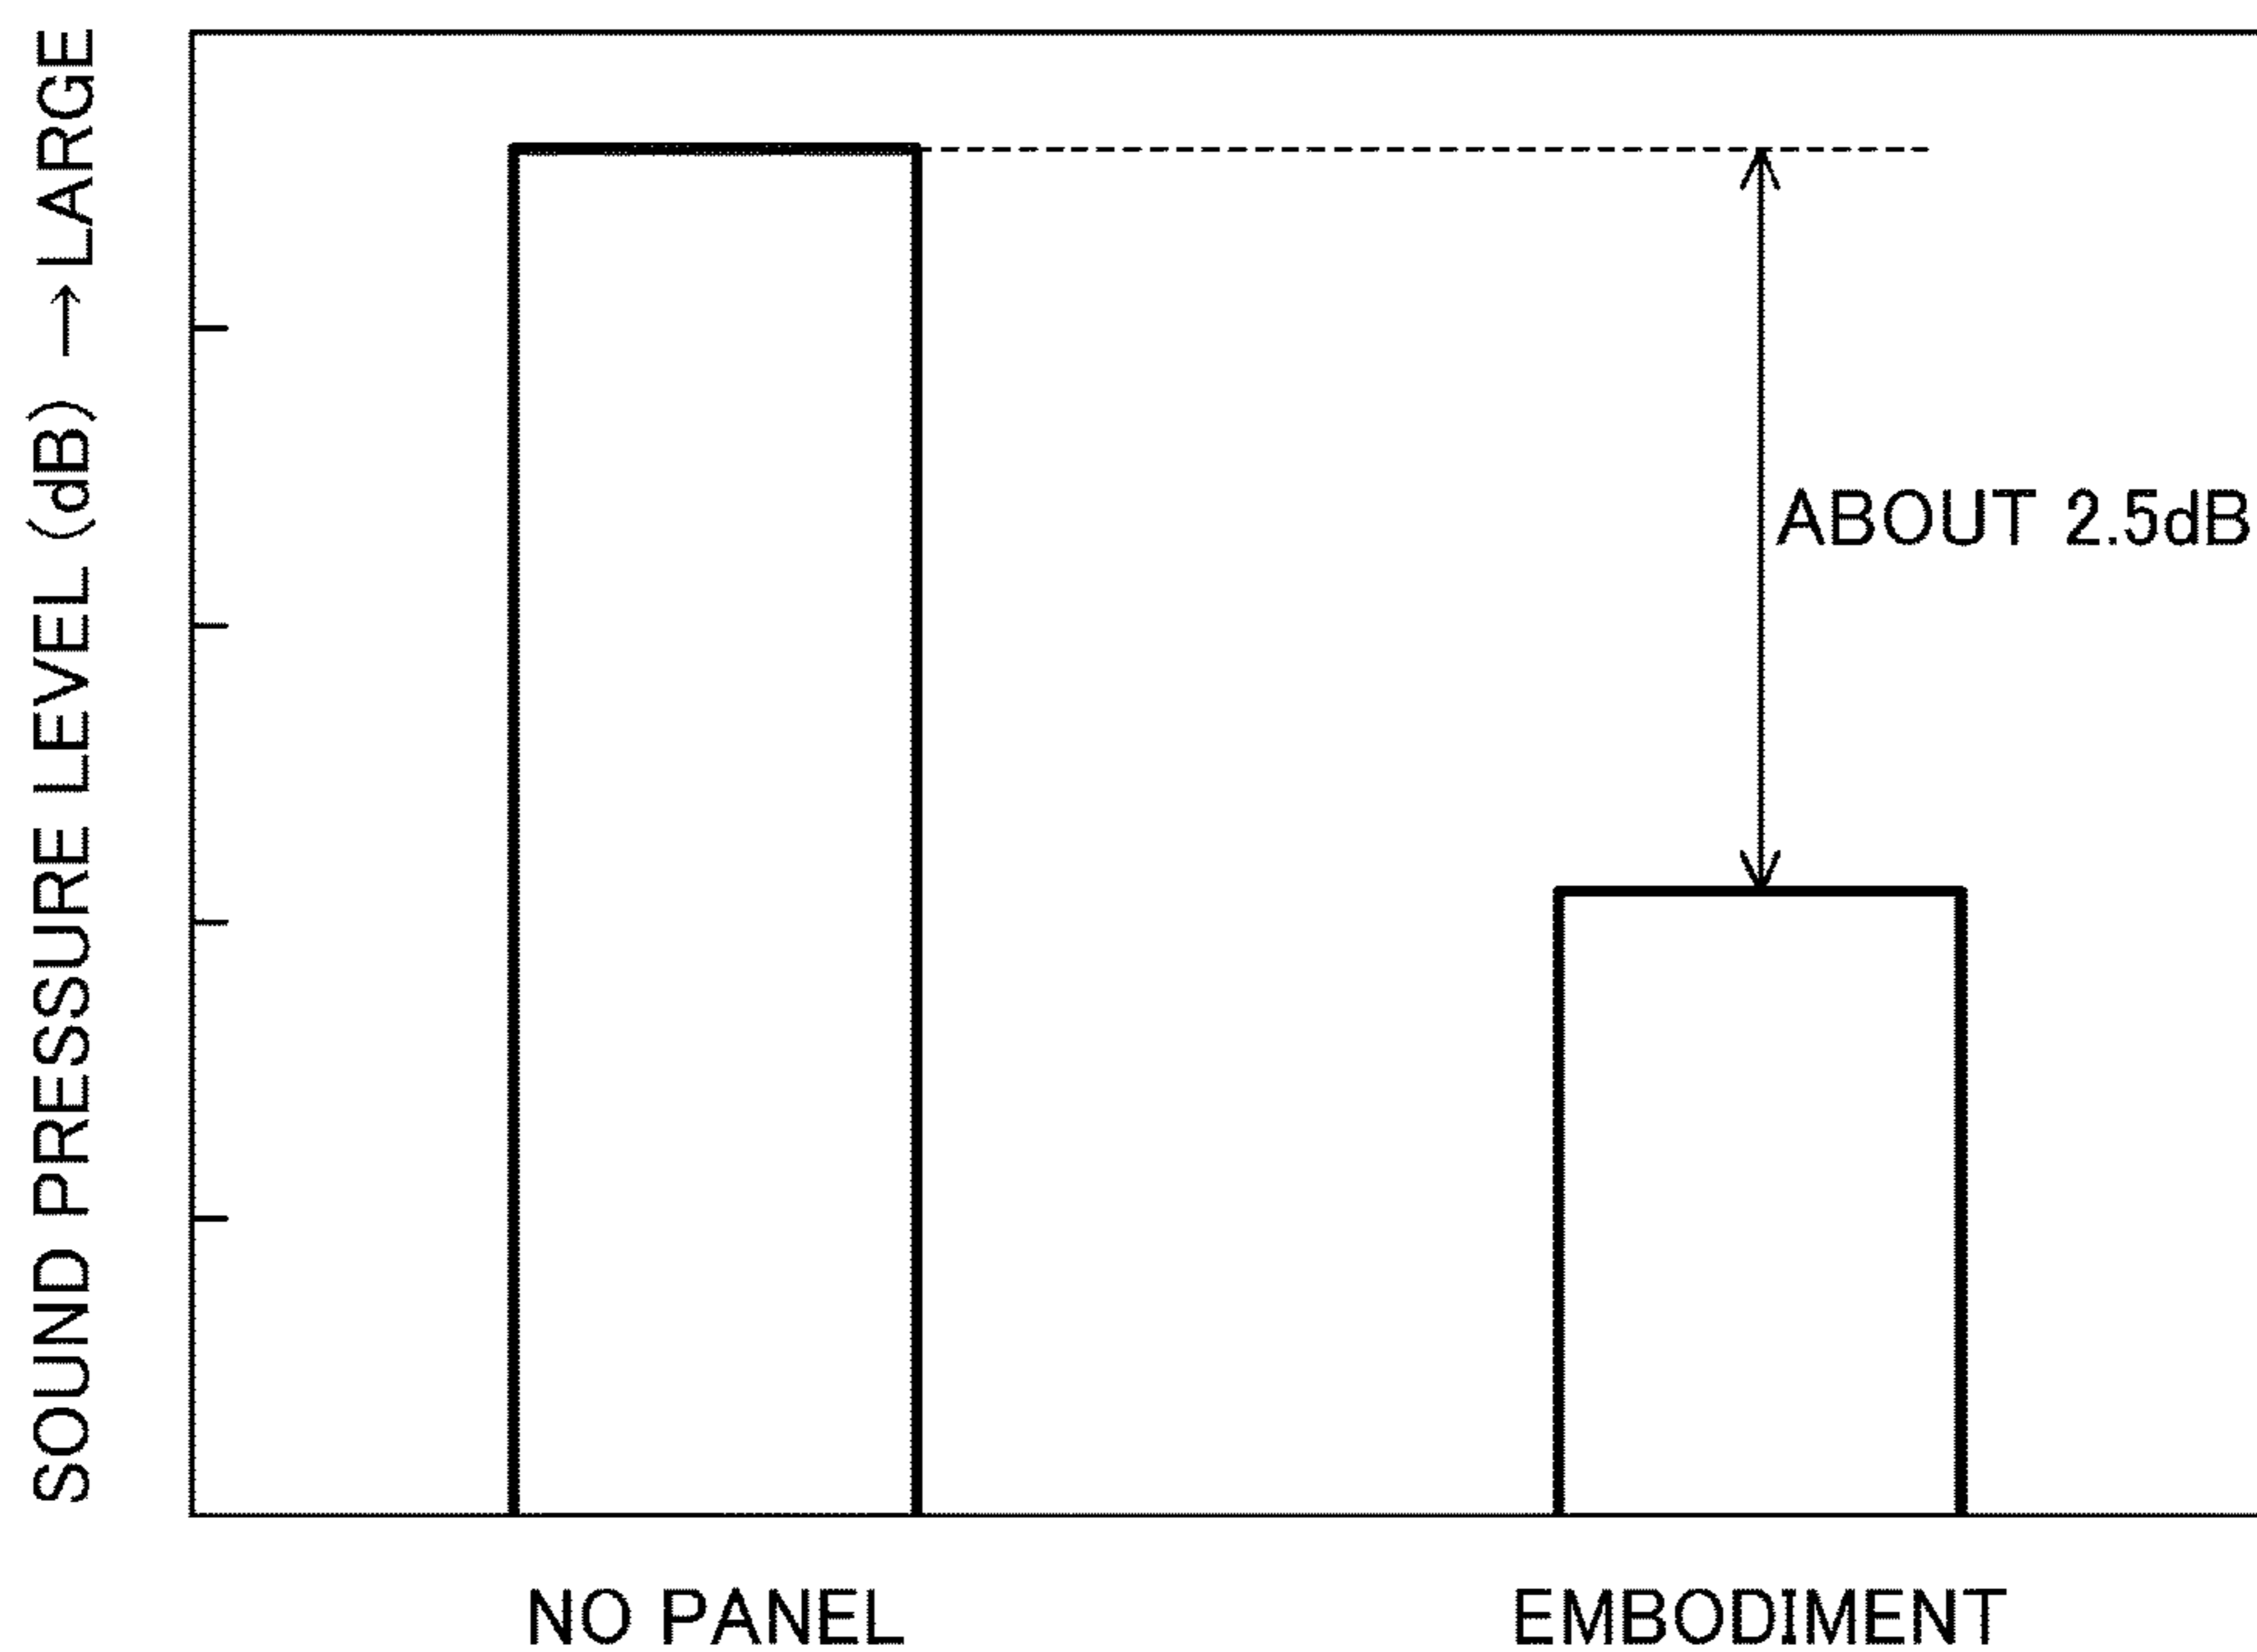 SOUND PRESSURE LEVEL (dB) → LARGE
ABOUT 2.5dB
NO PANEL
EMBODIMENT